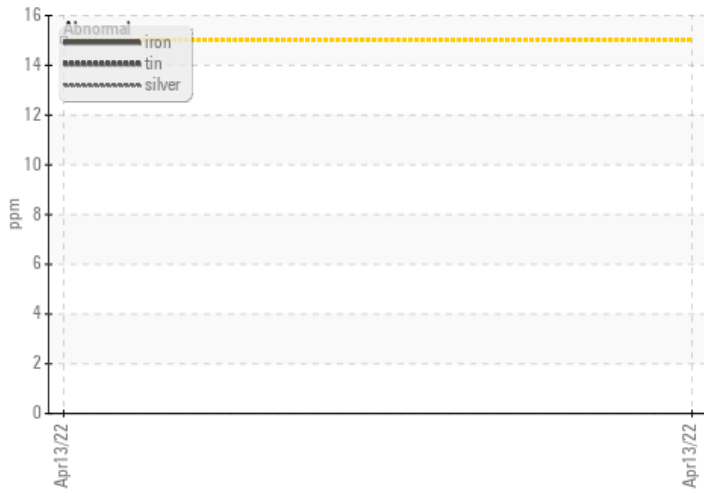 16
Abnormal
iron
tin
silver
14
12
10
8
6
4
2
0
ppm
Apr13/22
Apr13/22